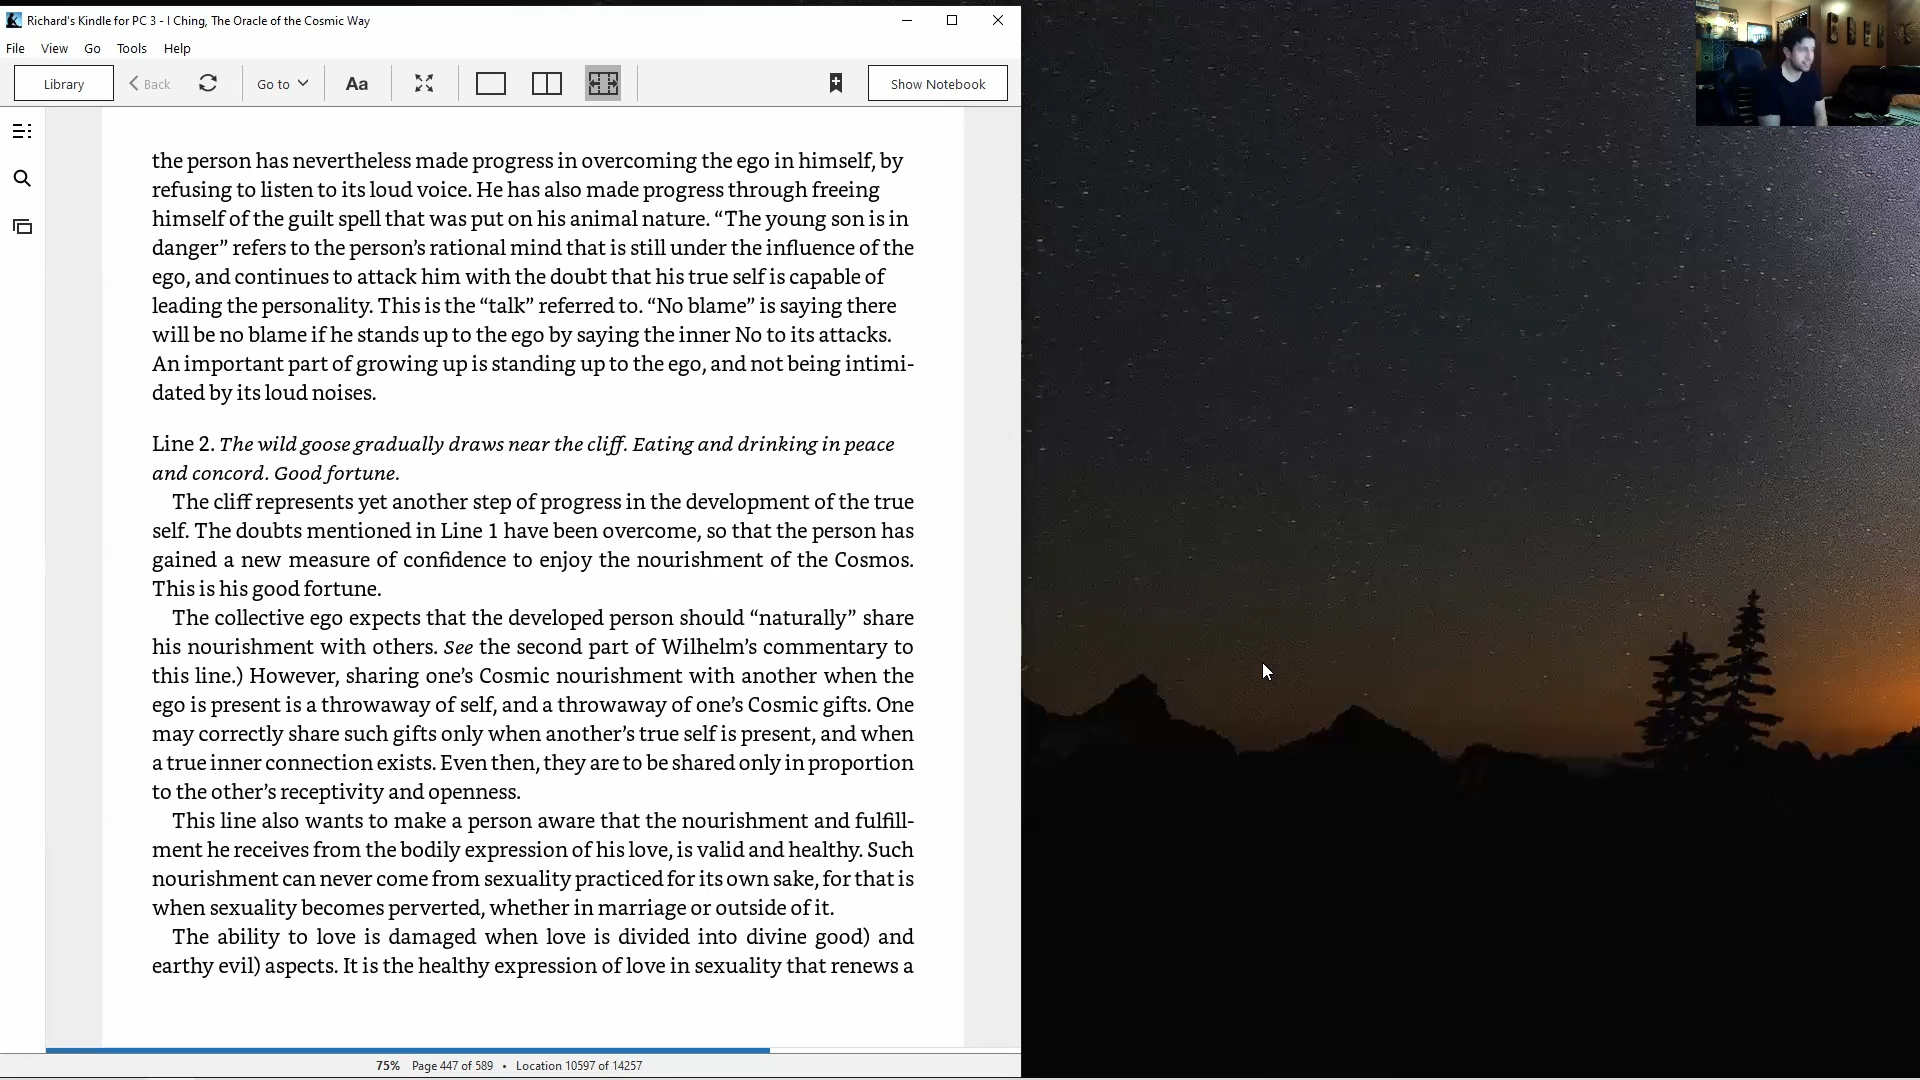 Richard's Kindle for PC 3 - I Ching, The Oracle of the Cosmic Way
File View Go Tools Help
Library Back Go to Aa Show Notebook
the person has nevertheless made progress in overcoming the ego in himself, by
refusing to listen to its loud voice. He has also made progress through freeing
himself of the guilt spell that was put on his animal nature. “The young son is in
danger” refers to the person’s rational mind that is still under the influence of the
ego, and continues to attack him with the doubt that his true self is capable of
leading the personality. This is the “talk” referred to. “No blame” is saying there
will be no blame if he stands up to the ego by saying the inner No to its attacks.
An important part of growing up is standing up to the ego, and not being intimi-
dated by its loud noises.
Line 2. The wild goose gradually draws near the cliff. Eating and drinking in peace
and concord. Good fortune.
The cliff represents yet another step of progress in the development of the true
self. The doubts mentioned in Line 1 have been overcome, so that the person has
gained a new measure of confidence to enjoy the nourishment of the Cosmos.
This is his good fortune.
The collective ego expects that the developed person should “naturally” share
his nourishment with others. See the second part of Wilhelm’s commentary to
this line.) However, sharing one’s Cosmic nourishment with another when the
ego is present is a throwaway of self, and a throwaway of one’s Cosmic gifts. One
may correctly share such gifts only when another’s true self is present, and when
a true inner connection exists. Even then, they are to be shared only in proportion
to the other’s receptivity and openness.
This line also wants to make a person aware that the nourishment and fulfill-
ment he receives from the bodily expression of his love, is valid and healthy. Such
nourishment can never come from sexuality practiced for its own sake, for that is
when sexuality becomes perverted, whether in marriage or outside of it.
The ability to love is damaged when love is divided into divine good) and
earthy evil) aspects. It is the healthy expression of love in sexuality that renews a
75% Page 447 of 589 • Location 10597 of 14257